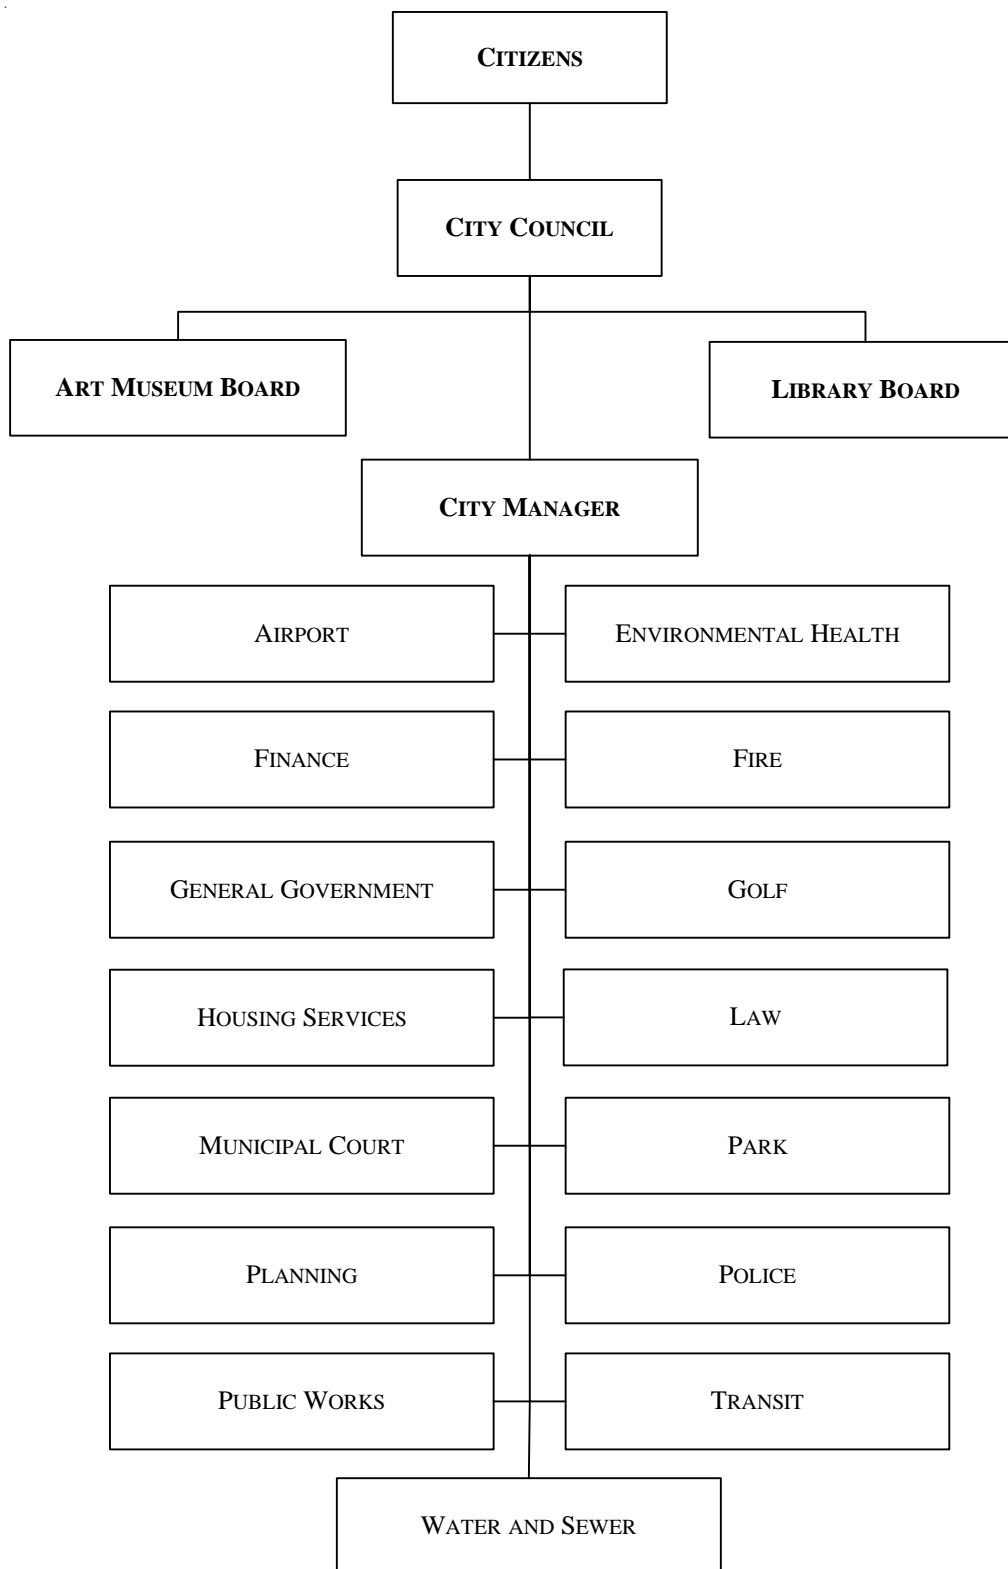 CITIZENS
CITY COUNCIL
ART MUSEUM BOARD
LIBRARY BOARD
CITY MANAGER
AIRPORT
ENVIRONMENTAL HEALTH
FINANCE
FIRE
GENERAL GOVERNMENT
GOLF
HOUSING SERVICES
LAW
MUNICIPAL COURT
PARK
PLANNING
POLICE
PUBLIC WORKS
TRANSIT
WATER AND SEWER